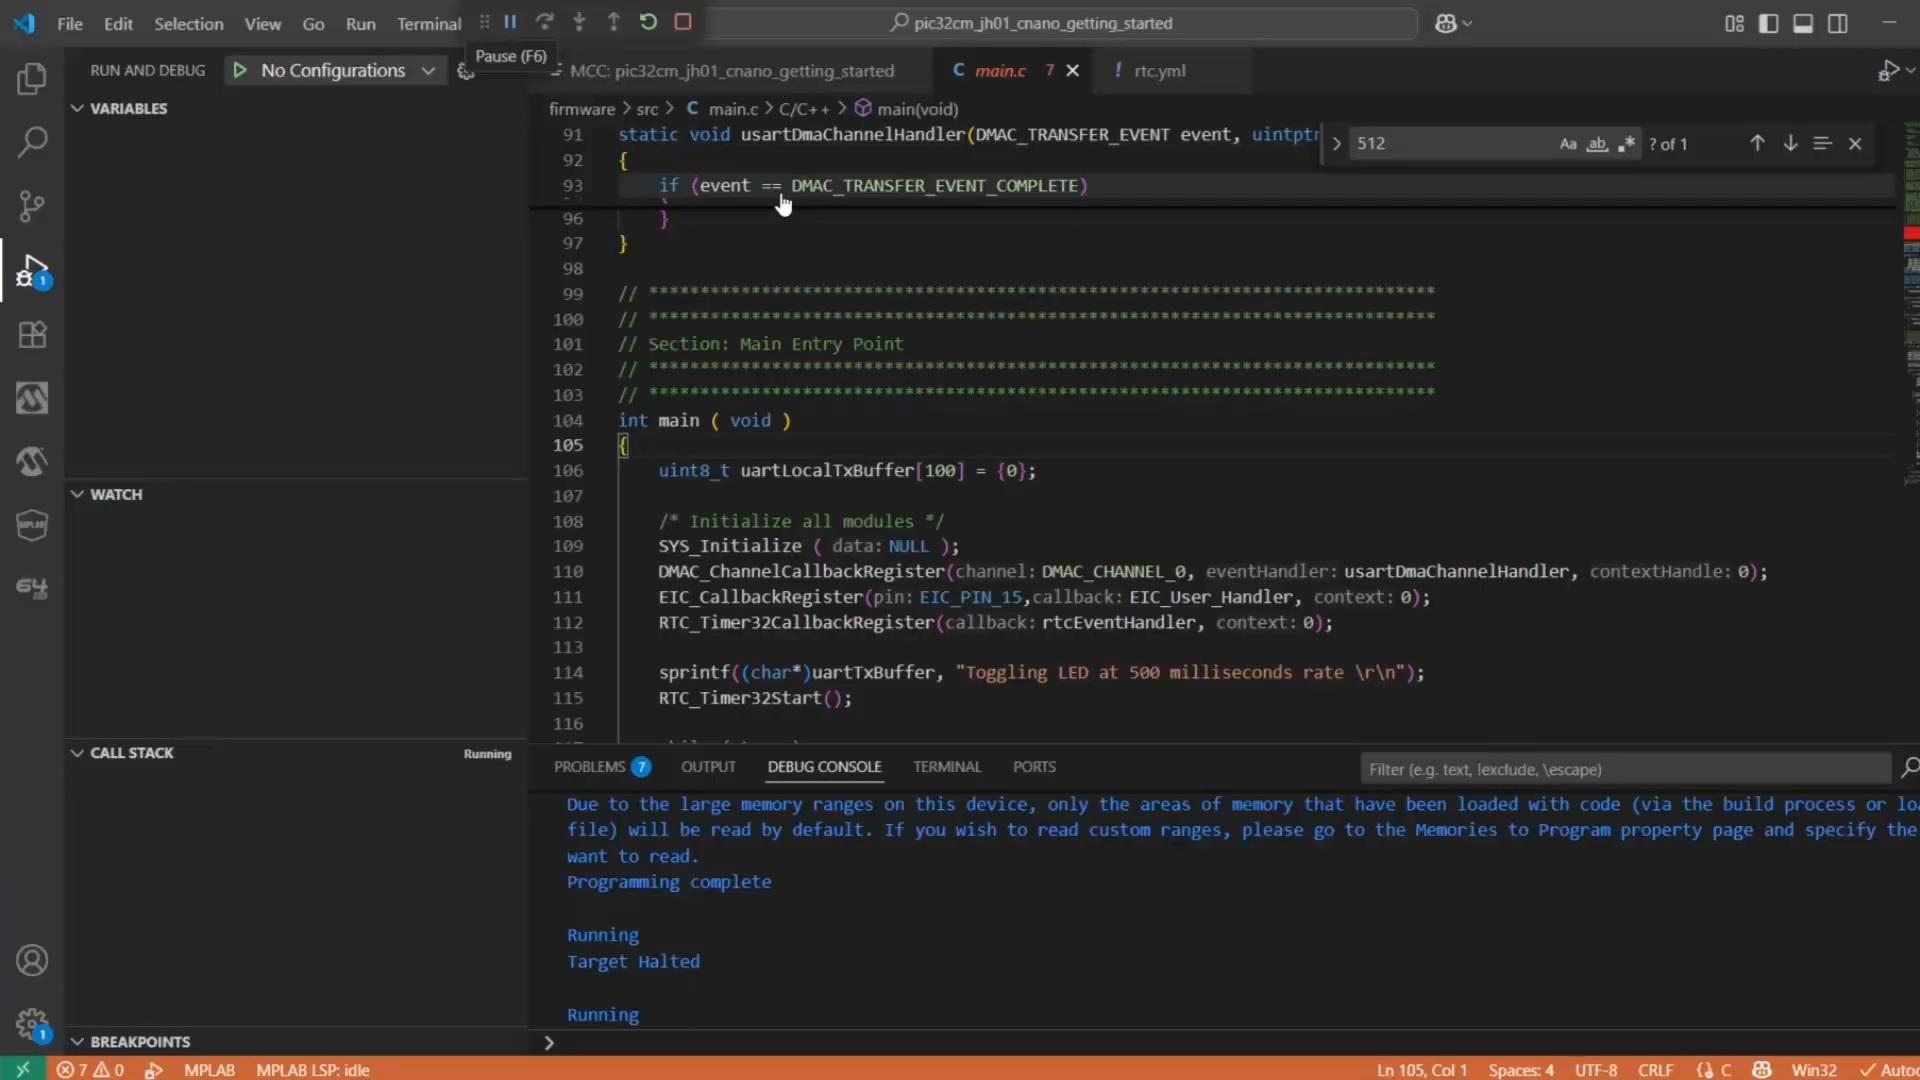 File Edit Selection View Go Run Terminal
pic32cm_jh01_cnano_getting_started
Pause (F6)
RUN AND DEBUG No Configurations
MCC: pic32cm_jh01_cnano_getting_started
C main.c 7
! rtc.yml
VARIABLES
WATCH
CALL STACK Running
BREAKPOINTS
firmware > src > C main.c > C/C++ > main(void)
512 Aa ab ? of 1
91 static void usartDmaChannelHandler(DMAC_TRANSFER_EVENT event, uintptr
92 {
93 if (event == DMAC_TRANSFER_EVENT_COMPLETE)
96 }
97 }
98
99 // ****************************************************************************
100 // ****************************************************************************
101 // Section: Main Entry Point
102 // ****************************************************************************
103 // ****************************************************************************
104 int main ( void )
105 {
106 uint8_t uartLocalTxBuffer[100] = {0};
107
108 /* Initialize all modules */
109 SYS_Initialize ( data: NULL );
110 DMAC_ChannelCallbackRegister(channel: DMAC_CHANNEL_0, eventHandler: usartDmaChannelHandler, contextHandle: 0);
111 EIC_CallbackRegister(pin: EIC_PIN_15,callback: EIC_User_Handler, context: 0);
112 RTC_Timer32CallbackRegister(callback: rtcEventHandler, context: 0);
113
114 sprintf((char*)uartTxBuffer, "Toggling LED at 500 milliseconds rate \r\n");
115 RTC_Timer32Start();
116
PROBLEMS 7 OUTPUT DEBUG CONSOLE TERMINAL PORTS
Filter (e.g. text, !exclude, \escape)
Due to the large memory ranges on this device, only the areas of memory that have been loaded with code (via the build process or loa
file) will be read by default. If you wish to read custom ranges, please go to the Memories to Program property page and specify the
want to read.
Programming complete
Running
Target Halted
Running
>
7 0 MPLAB MPLAB LSP: idle
Ln 105, Col 1 Spaces: 4 UTF-8 CRLF {} C Win32 Auto